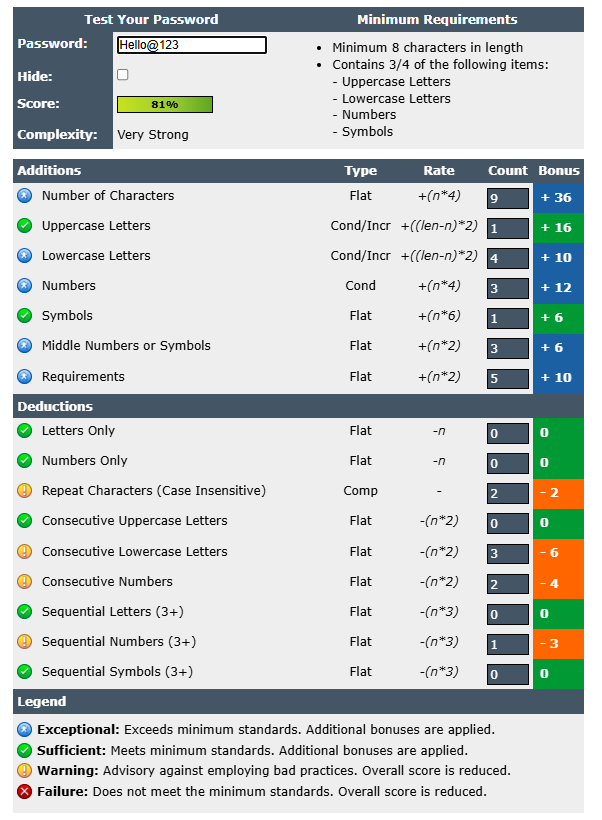 Test Your Password Minimum Requirements
Password: Hello@123
• Minimum 8 characters in length
• Contains 3/4 of the following items:
- Uppercase Letters
- Lowercase Letters
- Numbers
- Symbols
Hide:
Score: 81%
Complexity: Very Strong
Additions Type Rate Count Bonus
Number of Characters Flat +(n*4) 9 + 36
Uppercase Letters Cond/Incr +((len-n)*2) 1 + 16
Lowercase Letters Cond/Incr +((len-n)*2) 4 + 10
Numbers Cond +(n*4) 3 + 12
Symbols Flat +(n*6) 1 + 6
Middle Numbers or Symbols Flat +(n*2) 3 + 6
Requirements Flat +(n*2) 5 + 10
Deductions
Letters Only Flat -n 0 0
Numbers Only Flat -n 0 0
Repeat Characters (Case Insensitive) Comp - 2 - 2
Consecutive Uppercase Letters Flat -(n*2) 0 0
Consecutive Lowercase Letters Flat -(n*2) 3 - 6
Consecutive Numbers Flat -(n*2) 2 - 4
Sequential Letters (3+) Flat -(n*3) 0 0
Sequential Numbers (3+) Flat -(n*3) 1 - 3
Sequential Symbols (3+) Flat -(n*3) 0 0
Legend
Exceptional: Exceeds minimum standards. Additional bonuses are applied.
Sufficient: Meets minimum standards. Additional bonuses are applied.
Warning: Advisory against employing bad practices. Overall score is reduced.
Failure: Does not meet the minimum standards. Overall score is reduced.